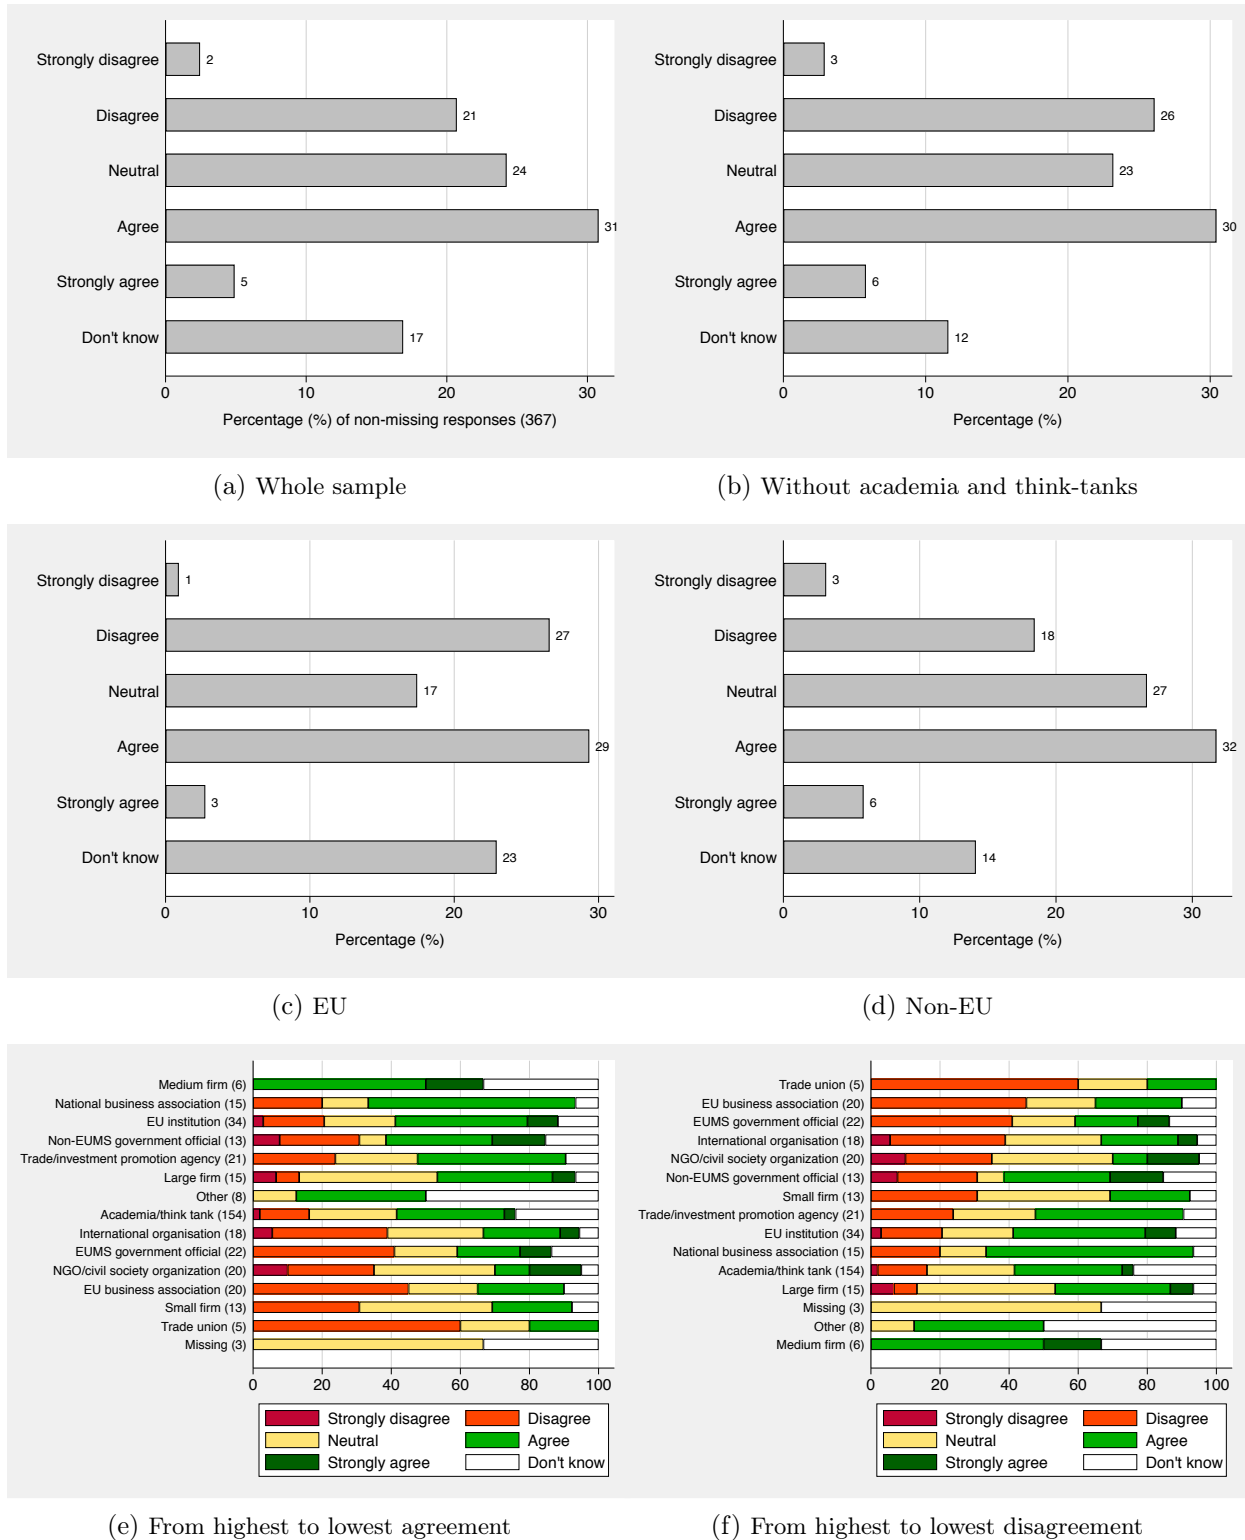 Strongly disagree
2
Disagree
21
Neutral
24
Agree
31
Strongly agree
5
Don't know
17
0 10 20 30
Percentage (%) of non-missing responses (367)
(a) Whole sample
Strongly disagree
3
Disagree
26
Neutral
23
Agree
30
Strongly agree
6
Don't know
12
0 10 20 30
Percentage (%)
(b) Without academia and think-tanks
Strongly disagree
1
Disagree
27
Neutral
17
Agree
29
Strongly agree
3
Don't know
23
0 10 20 30
Percentage (%)
(c) EU
Strongly disagree
3
Disagree
18
Neutral
27
Agree
32
Strongly agree
6
Don't know
14
0 10 20 30
Percentage (%)
(d) Non-EU
Medium firm (6)
National business association (15)
EU institution (34)
Non-EUMS government official (13)
Trade/investment promotion agency (21)
Large firm (15)
Other (8)
Academia/think tank (154)
International organisation (18)
EUMS government official (22)
NGO/civil society organization (20)
EU business association (20)
Small firm (13)
Trade union (5)
Missing (3)
0 20 40 60 80 100
Strongly disagree Disagree
Neutral Agree
Strongly agree Don't know
(e) From highest to lowest agreement
Trade union (5)
EU business association (20)
EUMS government official (22)
International organisation (18)
NGO/civil society organization (20)
Non-EUMS government official (13)
Small firm (13)
Trade/investment promotion agency (21)
EU institution (34)
National business association (15)
Academia/think tank (154)
Large firm (15)
Missing (3)
Other (8)
Medium firm (6)
0 20 40 60 80 100
Strongly disagree Disagree
Neutral Agree
Strongly agree Don't know
(f) From highest to lowest disagreement